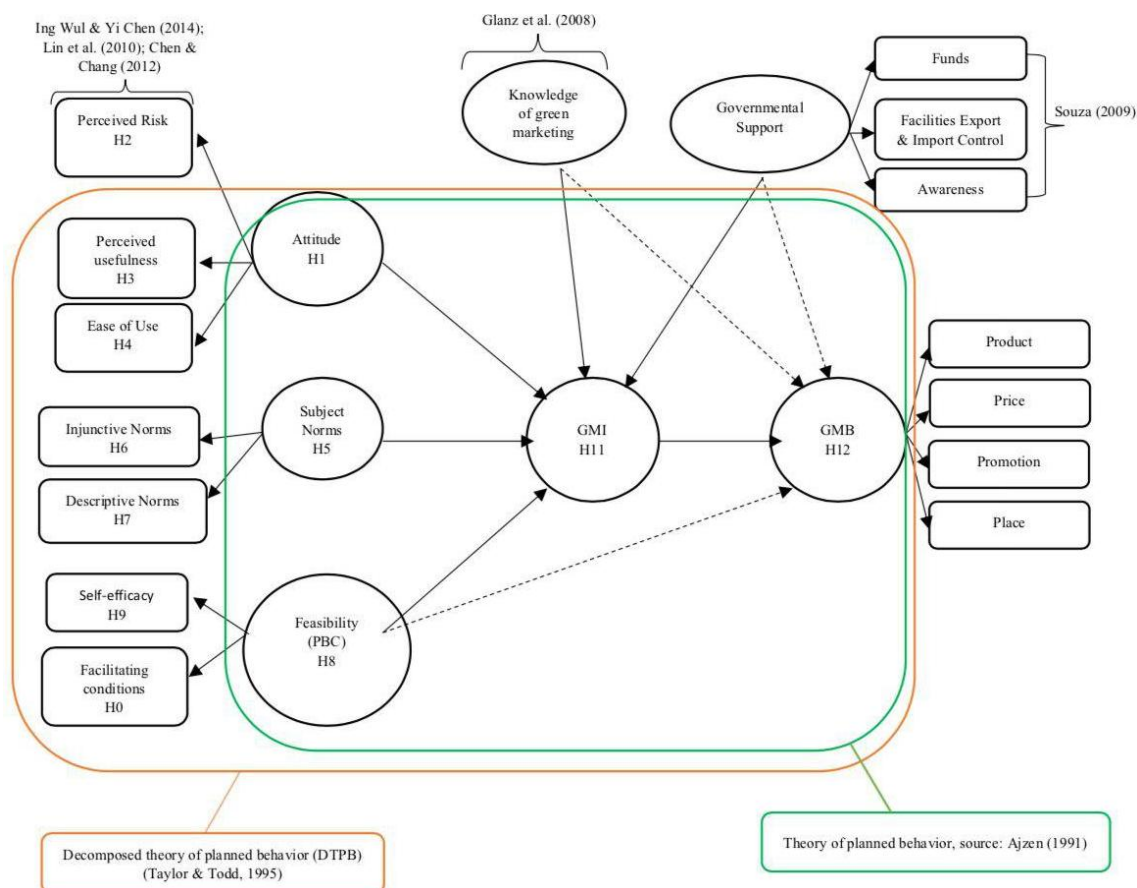 Ing Wul & Yi Chen (2014);
Lin et al. (2010); Chen &
Chang (2012)
Glanz et al. (2008)
Perceived Risk
H2
Knowledge
of green
marketing
Governmental
Support
Funds
Facilities Export
& Import Control
Awareness
Souza (2009)
Perceived
usefulness
H3
Ease of Use
H4
Attitude
H1
Injunctive Norms
H6
Descriptive Norms
H7
Subject
Norms
H5
GMI
H11
GMB
H12
Product
Price
Promotion
Place
Self-efficacy
H9
Facilitating
conditions
H0
Feasibility
(PBC)
H8
Decomposed theory of planned behavior (DTPB)
(Taylor & Todd, 1995)
Theory of planned behavior, source: Ajzen (1991)